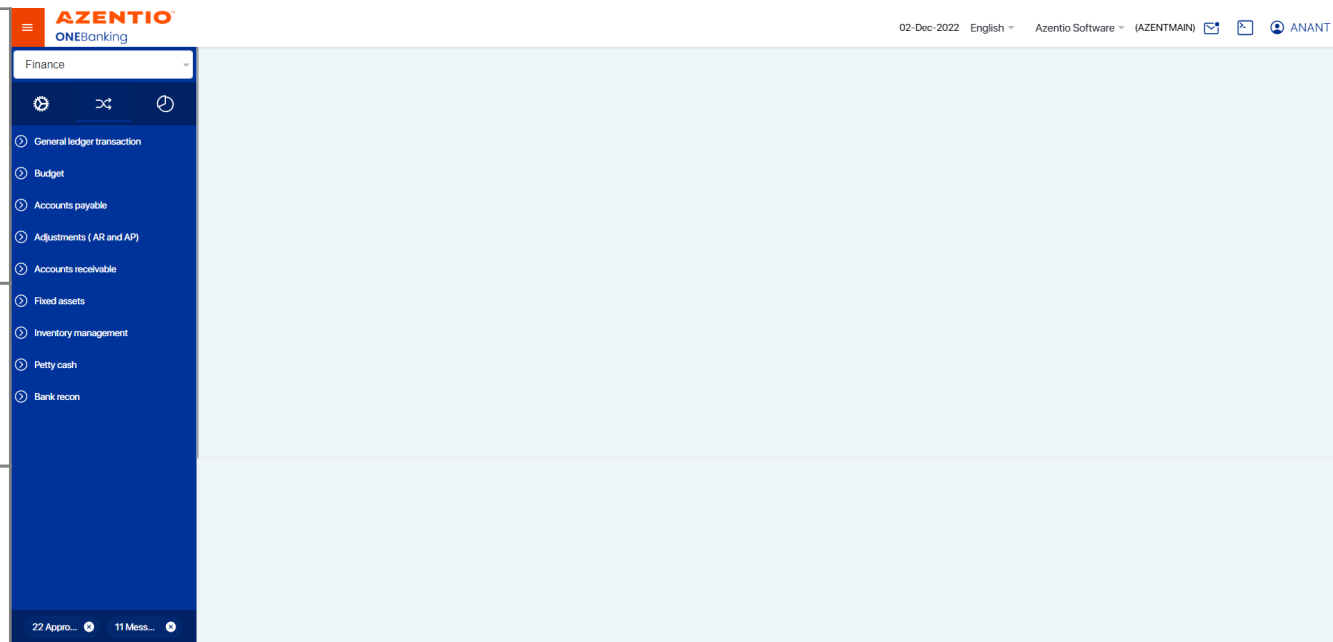 AZENTIO™
ONEBanking
02-Dec-2022 English Azentio Software (AZENTMAIN) ANANT
Finance
General ledger transaction
Budget
Accounts payable
Adjustments ( AR and AP)
Accounts receivable
Fixed assets
Inventory management
Petty cash
Bank recon
22 Appro... 11 Mess...